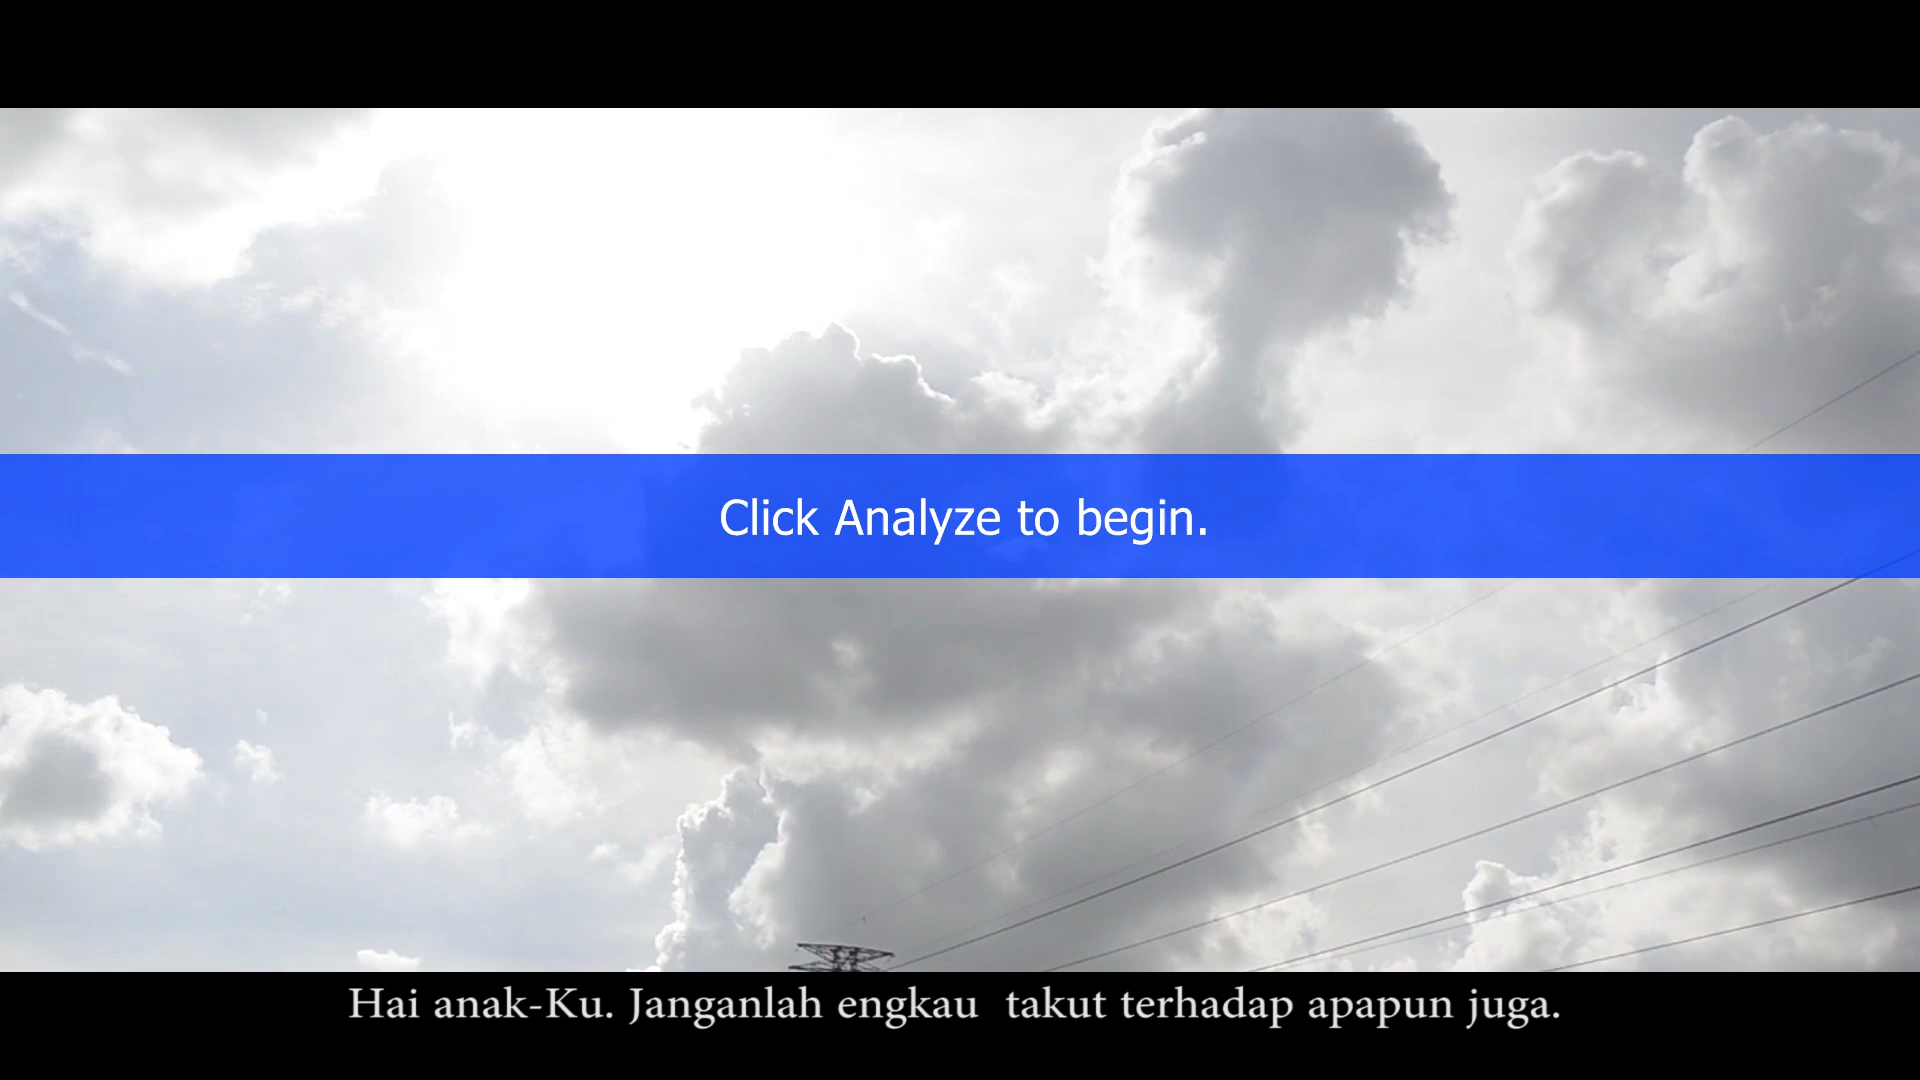 Click Analyze to begin.
Hai anak-Ku. Janganlah engkau  takut terhadap apapun juga.